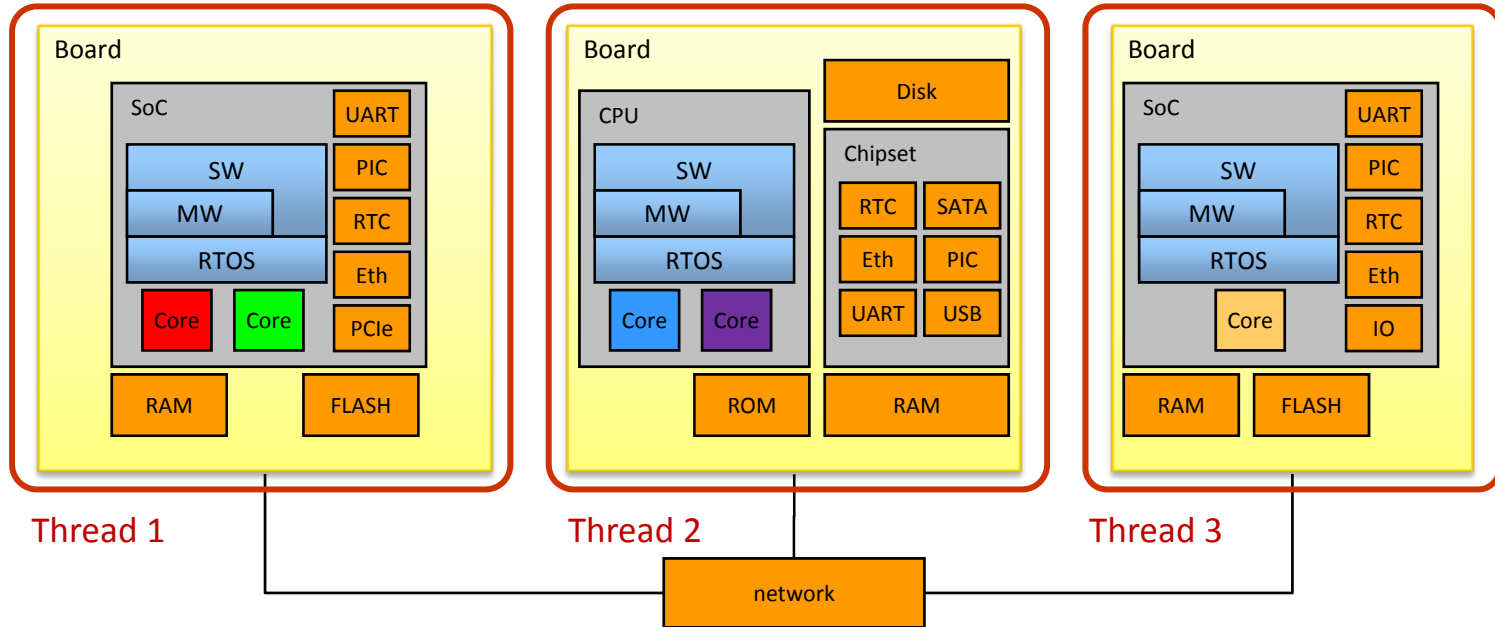 Board
SoC
UART
SW
PIC
MW
RTC
RTOS
Eth
Core
Core
PCIe
RAM
FLASH
Thread 1
Board
Disk
CPU
Chipset
SW
MW
RTOS
RTC
SATA
Eth
PIC
UART
USB
Core
Core
ROM
RAM
Thread 2
Board
SoC
UART
SW
PIC
MW
RTC
RTOS
Eth
Core
IO
RAM
FLASH
Thread 3
network